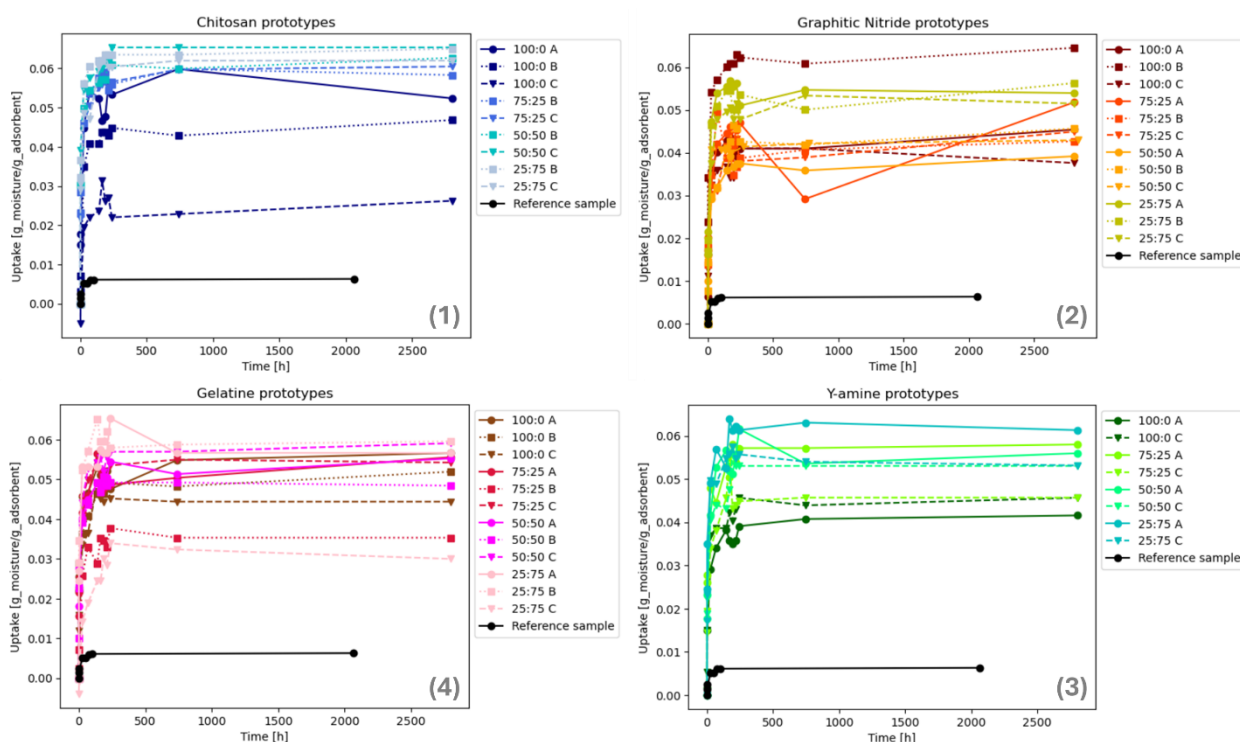 Chitosan prototypes
Uptake [g_moisture/g_adsorbent]
0.06
0.05
0.04
0.03
0.02
0.01
0.00
0
500
1000
1500
2000
2500
Time [h]
(1)
100:0 A
100:0 B
100:0 C
75:25 B
75:25 C
50:50 B
50:50 C
25:75 B
25:75 C
Reference sample
Graphitic Nitride prototypes
Uptake [g_moisture/g_adsorbent]
0.06
0.05
0.04
0.03
0.02
0.01
0.00
0
500
1000
1500
2000
2500
Time [h]
(2)
100:0 A
100:0 B
100:0 C
75:25 A
75:25 B
75:25 C
50:50 A
50:50 B
50:50 C
25:75 A
25:75 B
25:75 C
Reference sample
Gelatine prototypes
Uptake [g_moisture/g_adsorbent]
0.06
0.05
0.04
0.03
0.02
0.01
0.00
0
500
1000
1500
2000
2500
Time [h]
(4)
100:0 A
100:0 B
100:0 C
75:25 A
75:25 B
75:25 C
50:50 A
50:50 B
50:50 C
25:75 A
25:75 B
25:75 C
Reference sample
Y-amine prototypes
Uptake [g_moisture/g_adsorbent]
0.06
0.05
0.04
0.03
0.02
0.01
0.00
0
500
1000
1500
2000
2500
Time [h]
(3)
100:0 A
100:0 C
75:25 A
75:25 C
50:50 A
50:50 C
25:75 A
25:75 C
Reference sample